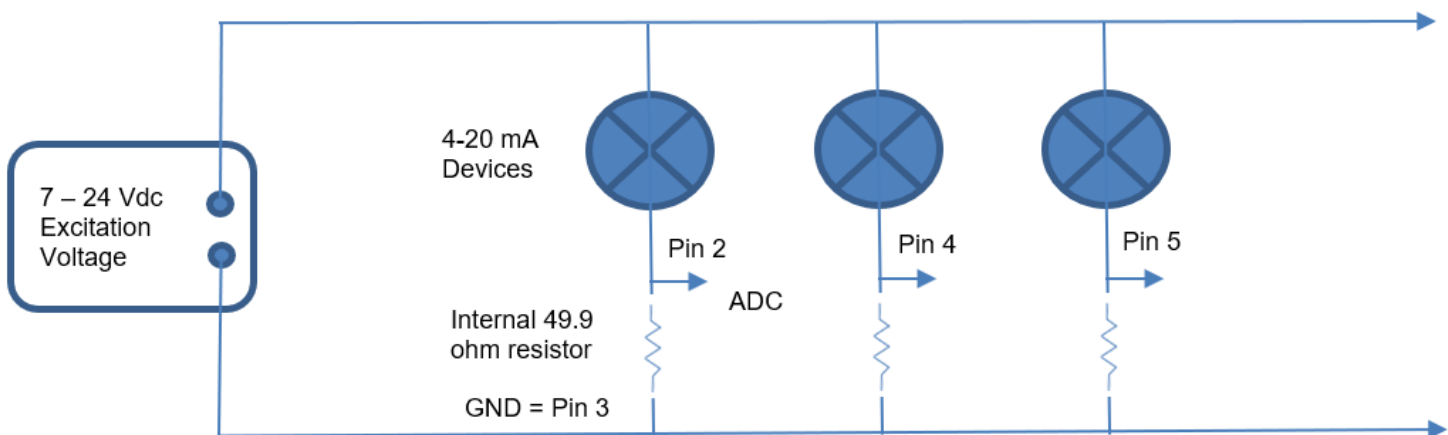 7 – 24 Vdc
Excitation
Voltage
4-20 mA
Devices
Pin 2
Pin 4
Pin 5
ADC
Internal 49.9
ohm resistor
GND = Pin 3